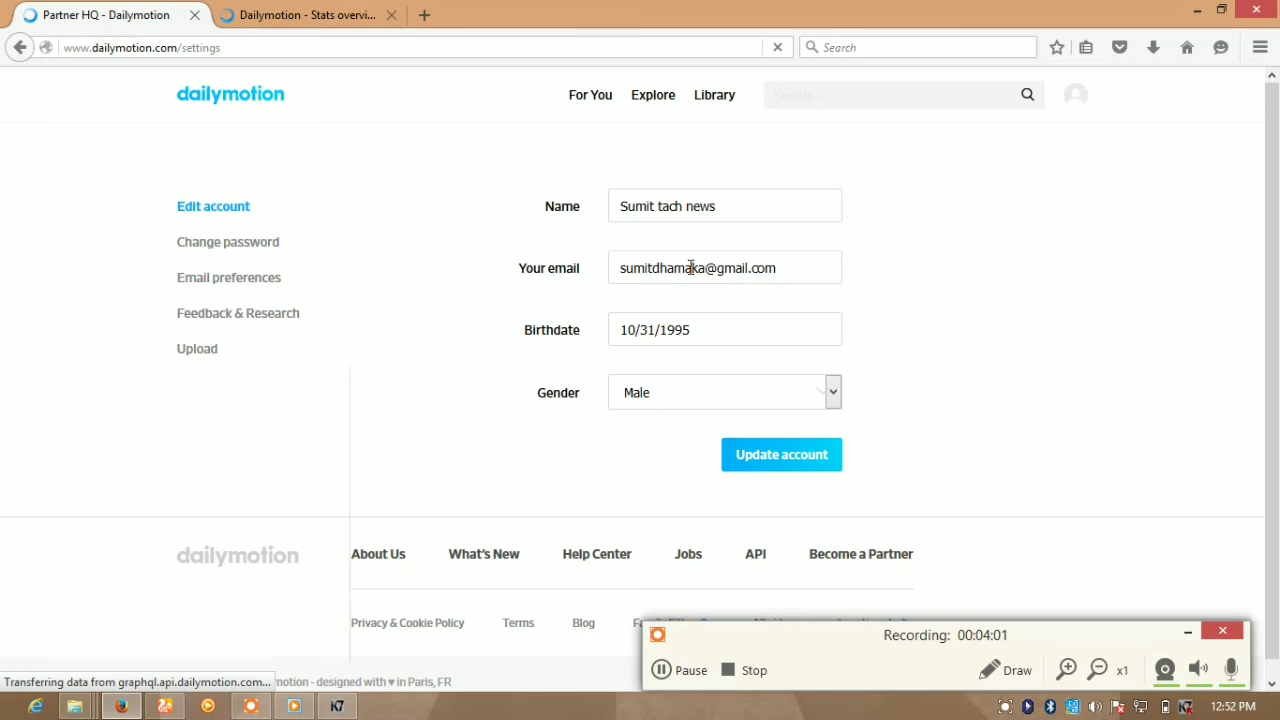 Partner HQ - Dailymotion
Dailymotion - Stats overvi...
www.dailymotion.com/settings
Search
dailymotion
For You
Explore
Library
Search...
Edit account
Change password
Email preferences
Feedback & Research
Upload
Name
Sumit tach news
Your email
sumitdhamaka@gmail.com
Birthdate
10/31/1995
Gender
Male
Update account
dailymotion
About Us
What's New
Help Center
Jobs
API
Become a Partner
Privacy & Cookie Policy
Terms
Blog
Recording: 00:04:01
Pause
Stop
Draw
x1
Transferring data from graphql.api.dailymotion.com...
motion - designed with ♥ in Paris, FR
K7
12:52 PM